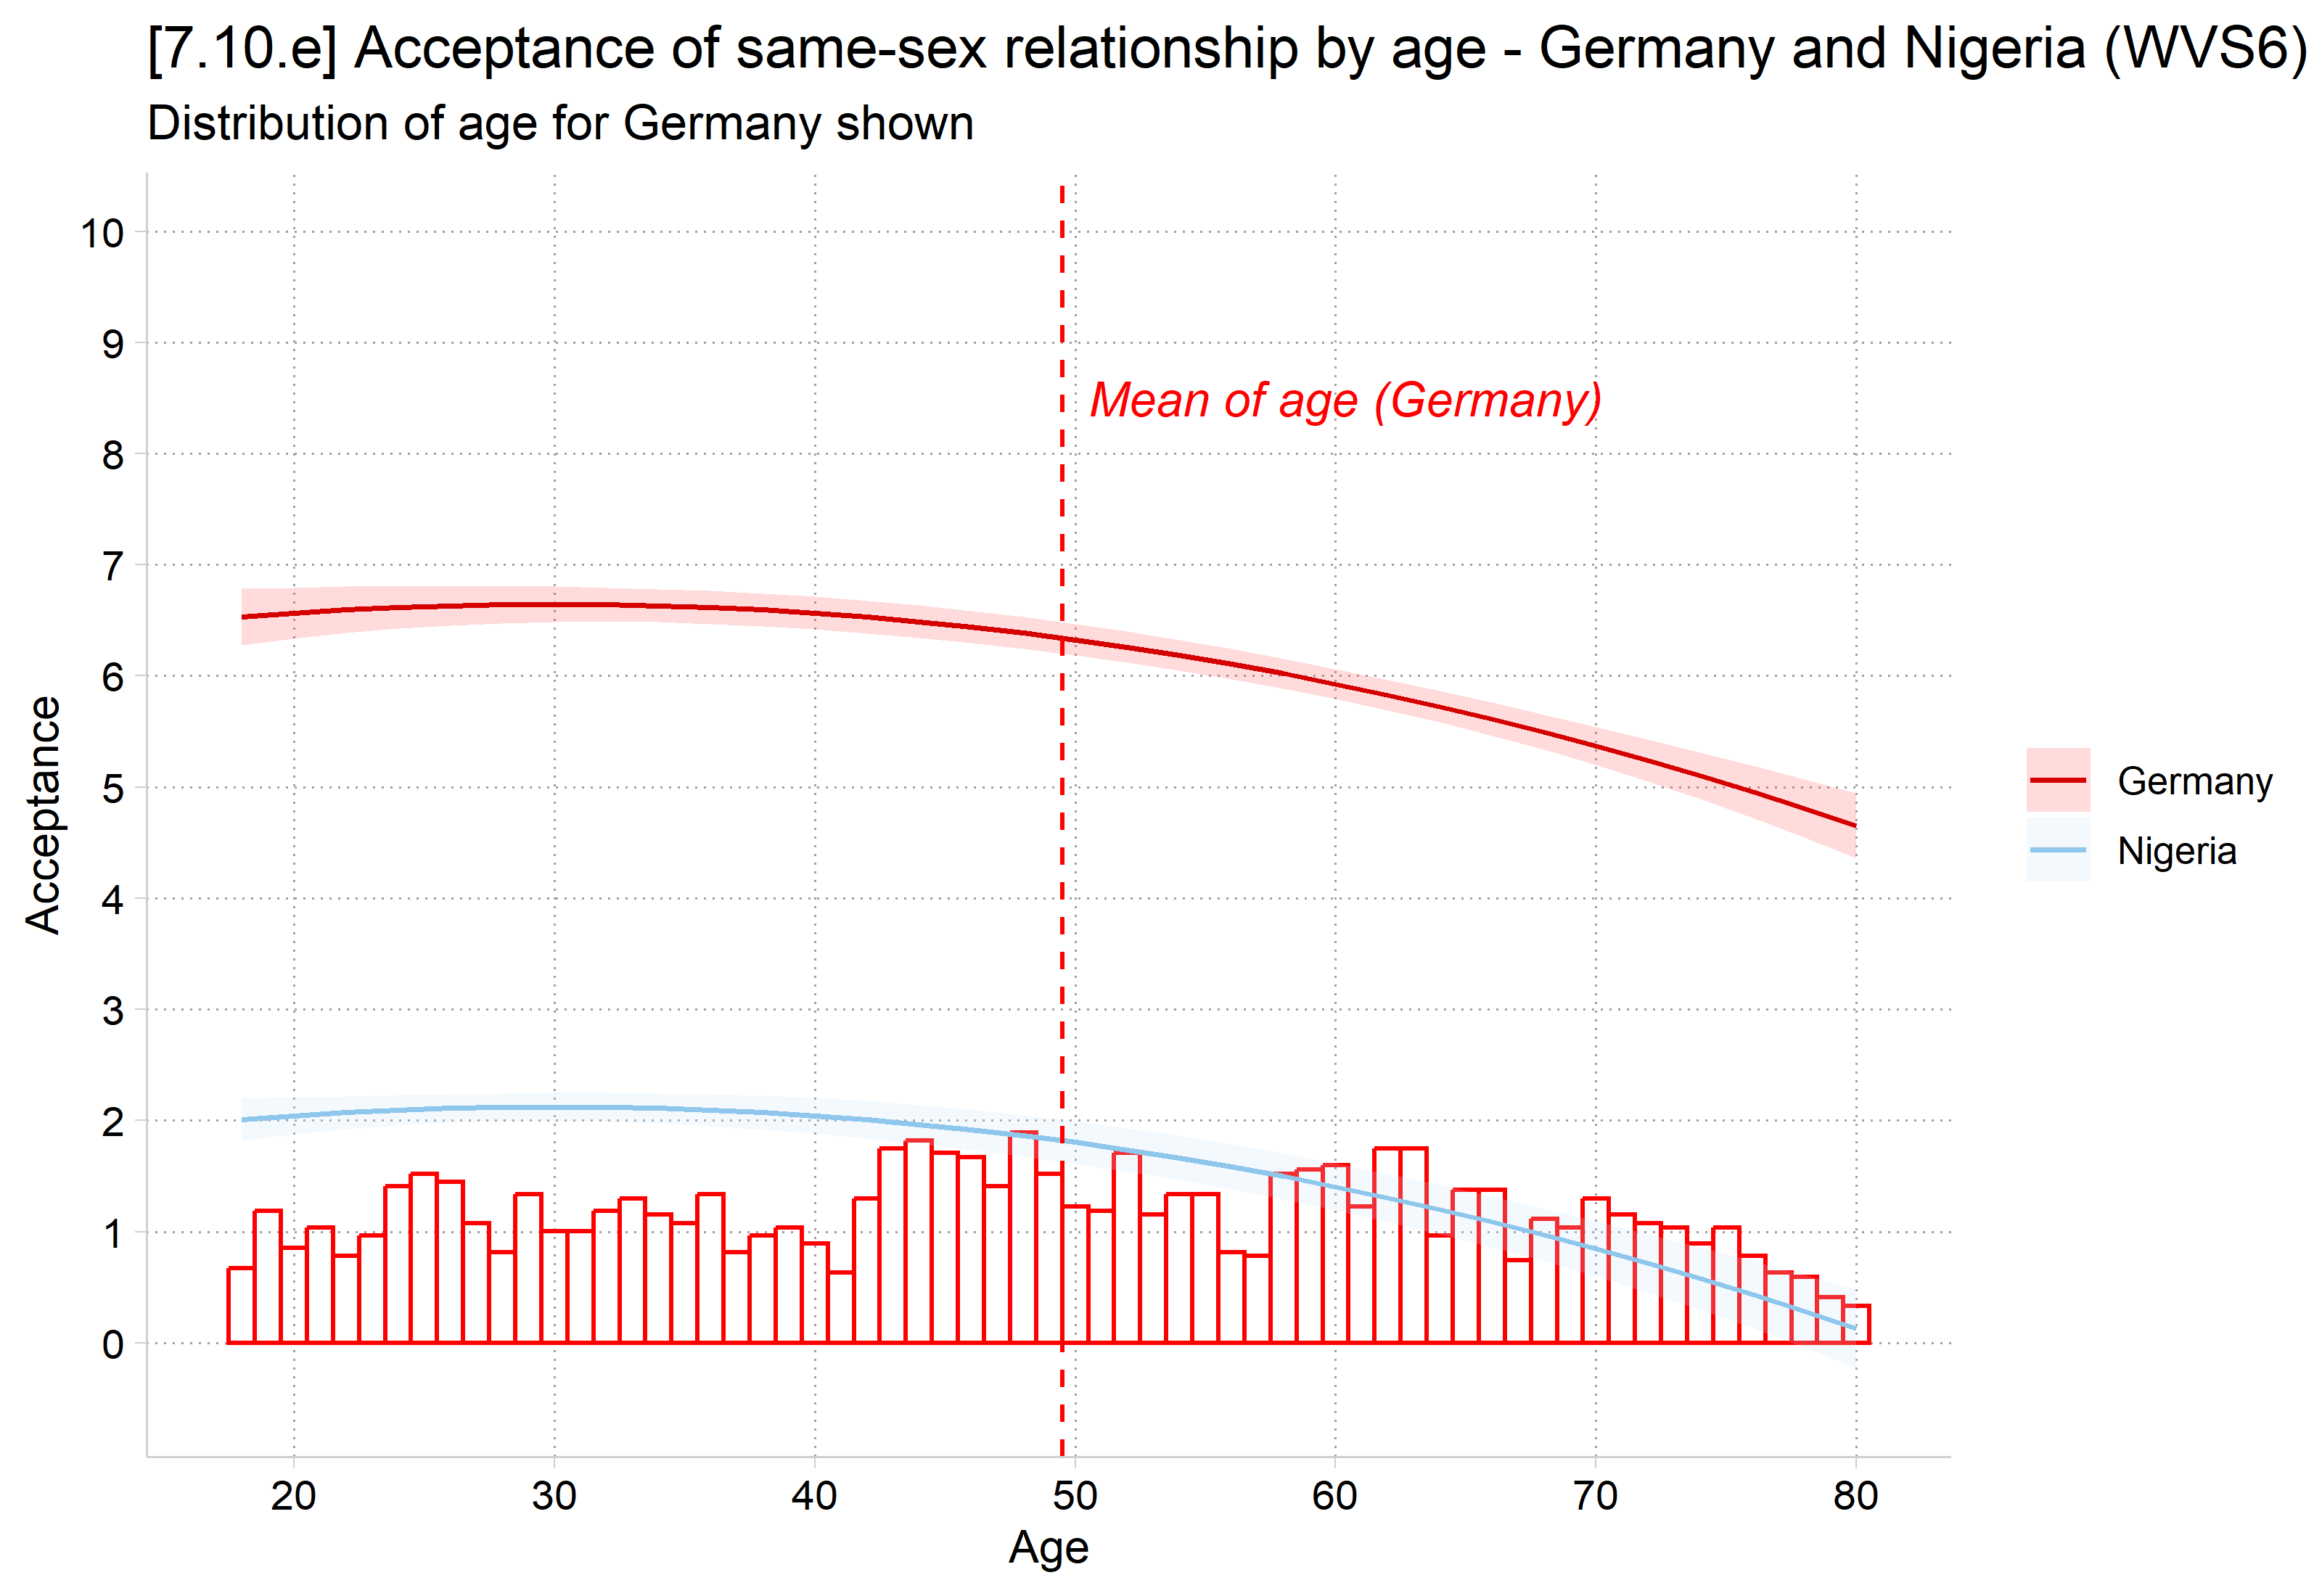 [7.10.e] Acceptance of same-sex relationship by age - Germany and Nigeria (WVS6)
Distribution of age for Germany shown
10
9
Mean of age (Germany)
8
7
6
5
4
3
2
1
0
Acceptance
Germany
Nigeria
20 30 40 50 60 70 80
Age